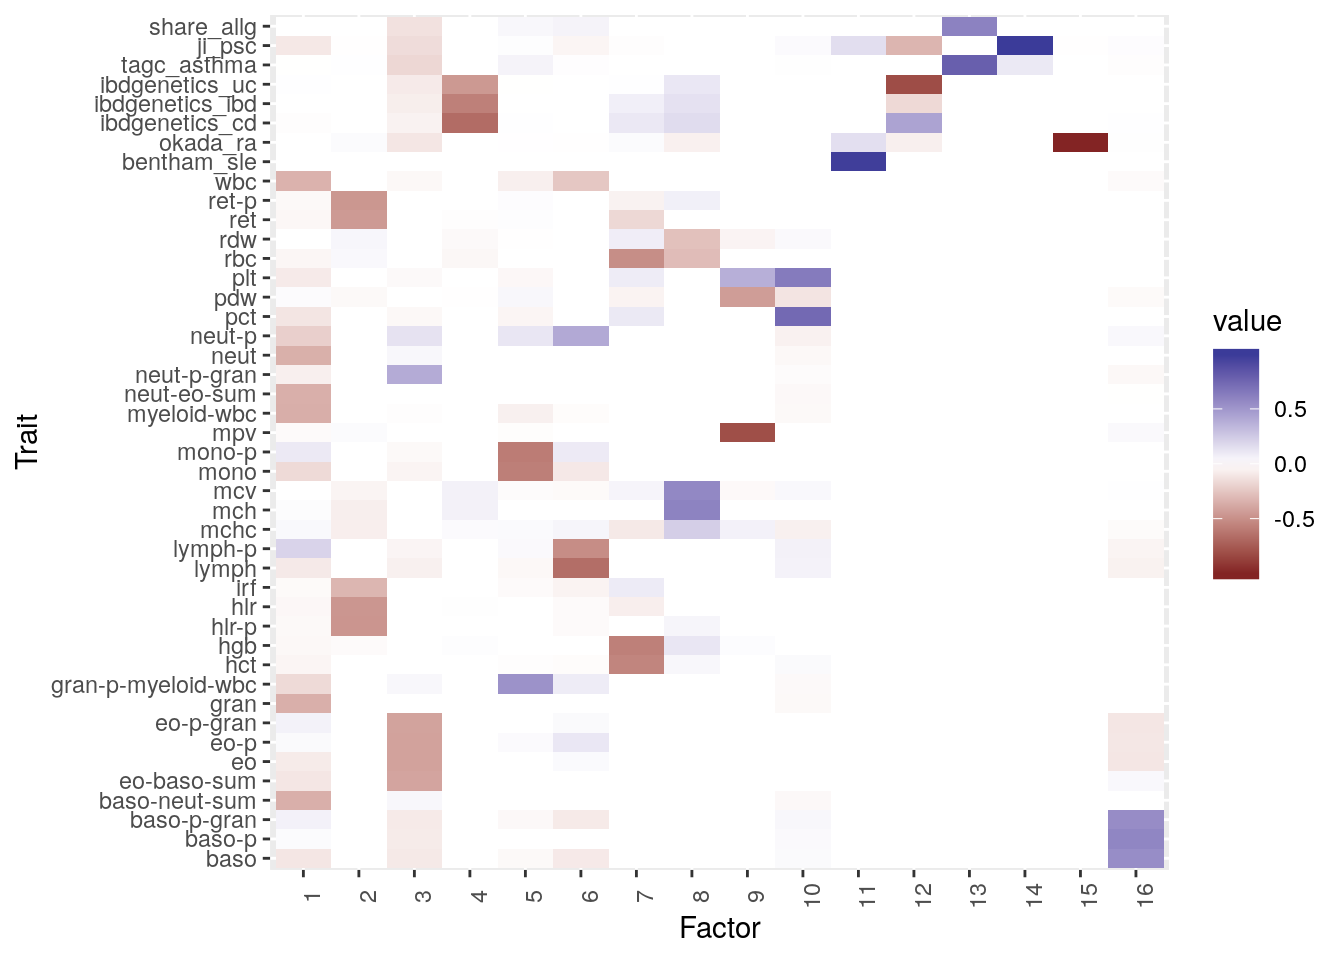 share_allg
ji_psc
tagc_asthma
ibdgenetics_uc
ibdgenetics_ibd
ibdgenetics_cd
okada_ra
bentham_sle
wbc
ret-p
ret
rdw
rbc
plt
pdw
pct
neut-p
neut
neut-p-gran
neut-eo-sum
myeloid-wbc
mpv
mono-p
mono
mcv
mch
mchc
lymph-p
lymph
irf
hlr
hlr-p
hgb
hct
gran-p-myeloid-wbc
gran
eo-p-gran
eo-p
eo
eo-baso-sum
baso-neut-sum
baso-p-gran
baso-p
baso
Trait
1 2 3 4 5 6 7 8 9 10 11 12 13 14 15 16
Factor
value
0.5
0.0
-0.5